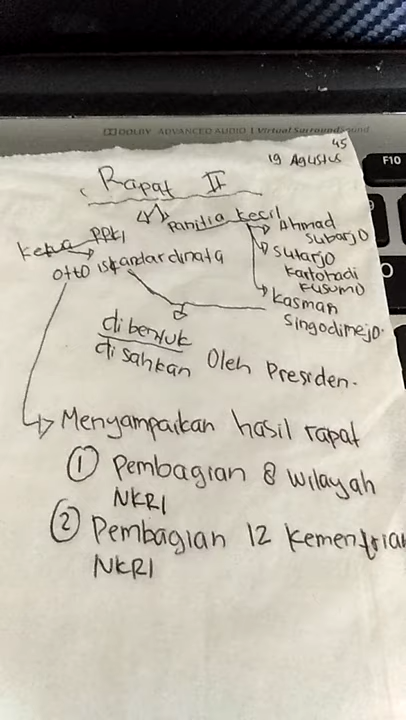 DOLBY ADVANCED AUDIO | Virtual SurroundSound
F10
19 Agustus 45
Rapat II
Panitia kecil
Ahmad Subarjo
Ketua PPKI
Sutarjo
Otto iskandardinata
Kartohadi
Kusumo
Kasman
Singodimejo.
dibentuk
disahkan Oleh Presiden.
Menyampaikan hasil rapat
① Pembagian 8 wilayah
NKRI
② Pembagian 12 kementrian
NKRI